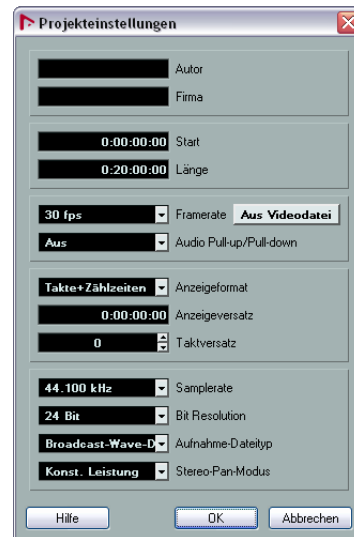 Projekteinstellungen
Autor
Firma
0:00:00:00 Start
0:20:00:00 Länge
30 fps Framerate Aus Videodatei
Aus Audio Pull-up/Pull-down
Takte+Zählzeiten Anzeigeformat
0:00:00:00 Anzeigeversatz
0 Taktversatz
44.100 kHz Samplerate
24 Bit Bit Resolution
Broadcast-Wave-D Aufnahme-Dateityp
Konst. Leistung Stereo-Pan-Modus
Hilfe OK Abbrechen